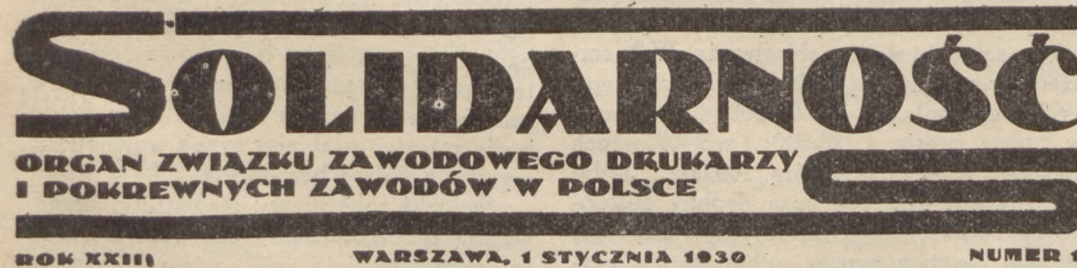 SOLIDARNOŚĆ
ORGAN ZWIĄZKU ZAWODOWEGO DRUKARZY
I POKREWNYCH ZAWODÓW W POLSCE
ROK XXIII WARSZAWA, 1 STYCZNIA 1930 NUMER 1